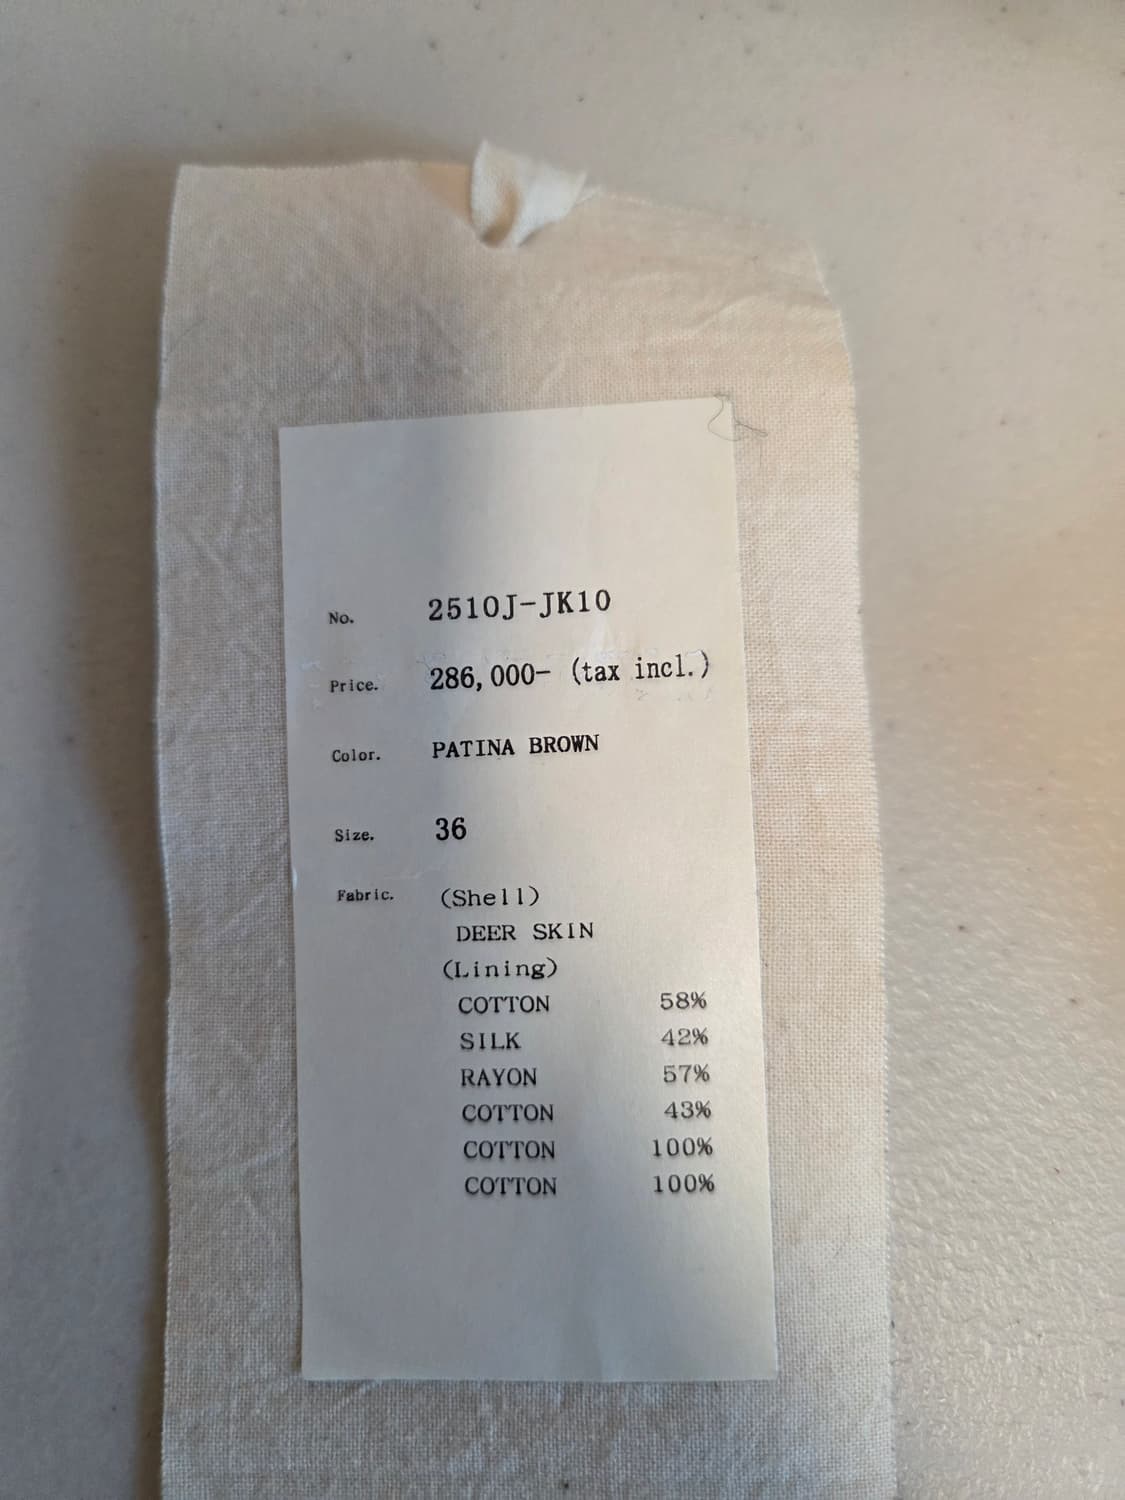 No. 2510J-JK10
Price. 286,000- (tax incl.)
Color. PATINA BROWN
Size. 36
Fabric. (Shell)
DEER SKIN
(Lining)
COTTON 58%
SILK 42%
RAYON 57%
COTTON 43%
COTTON 100%
COTTON 100%